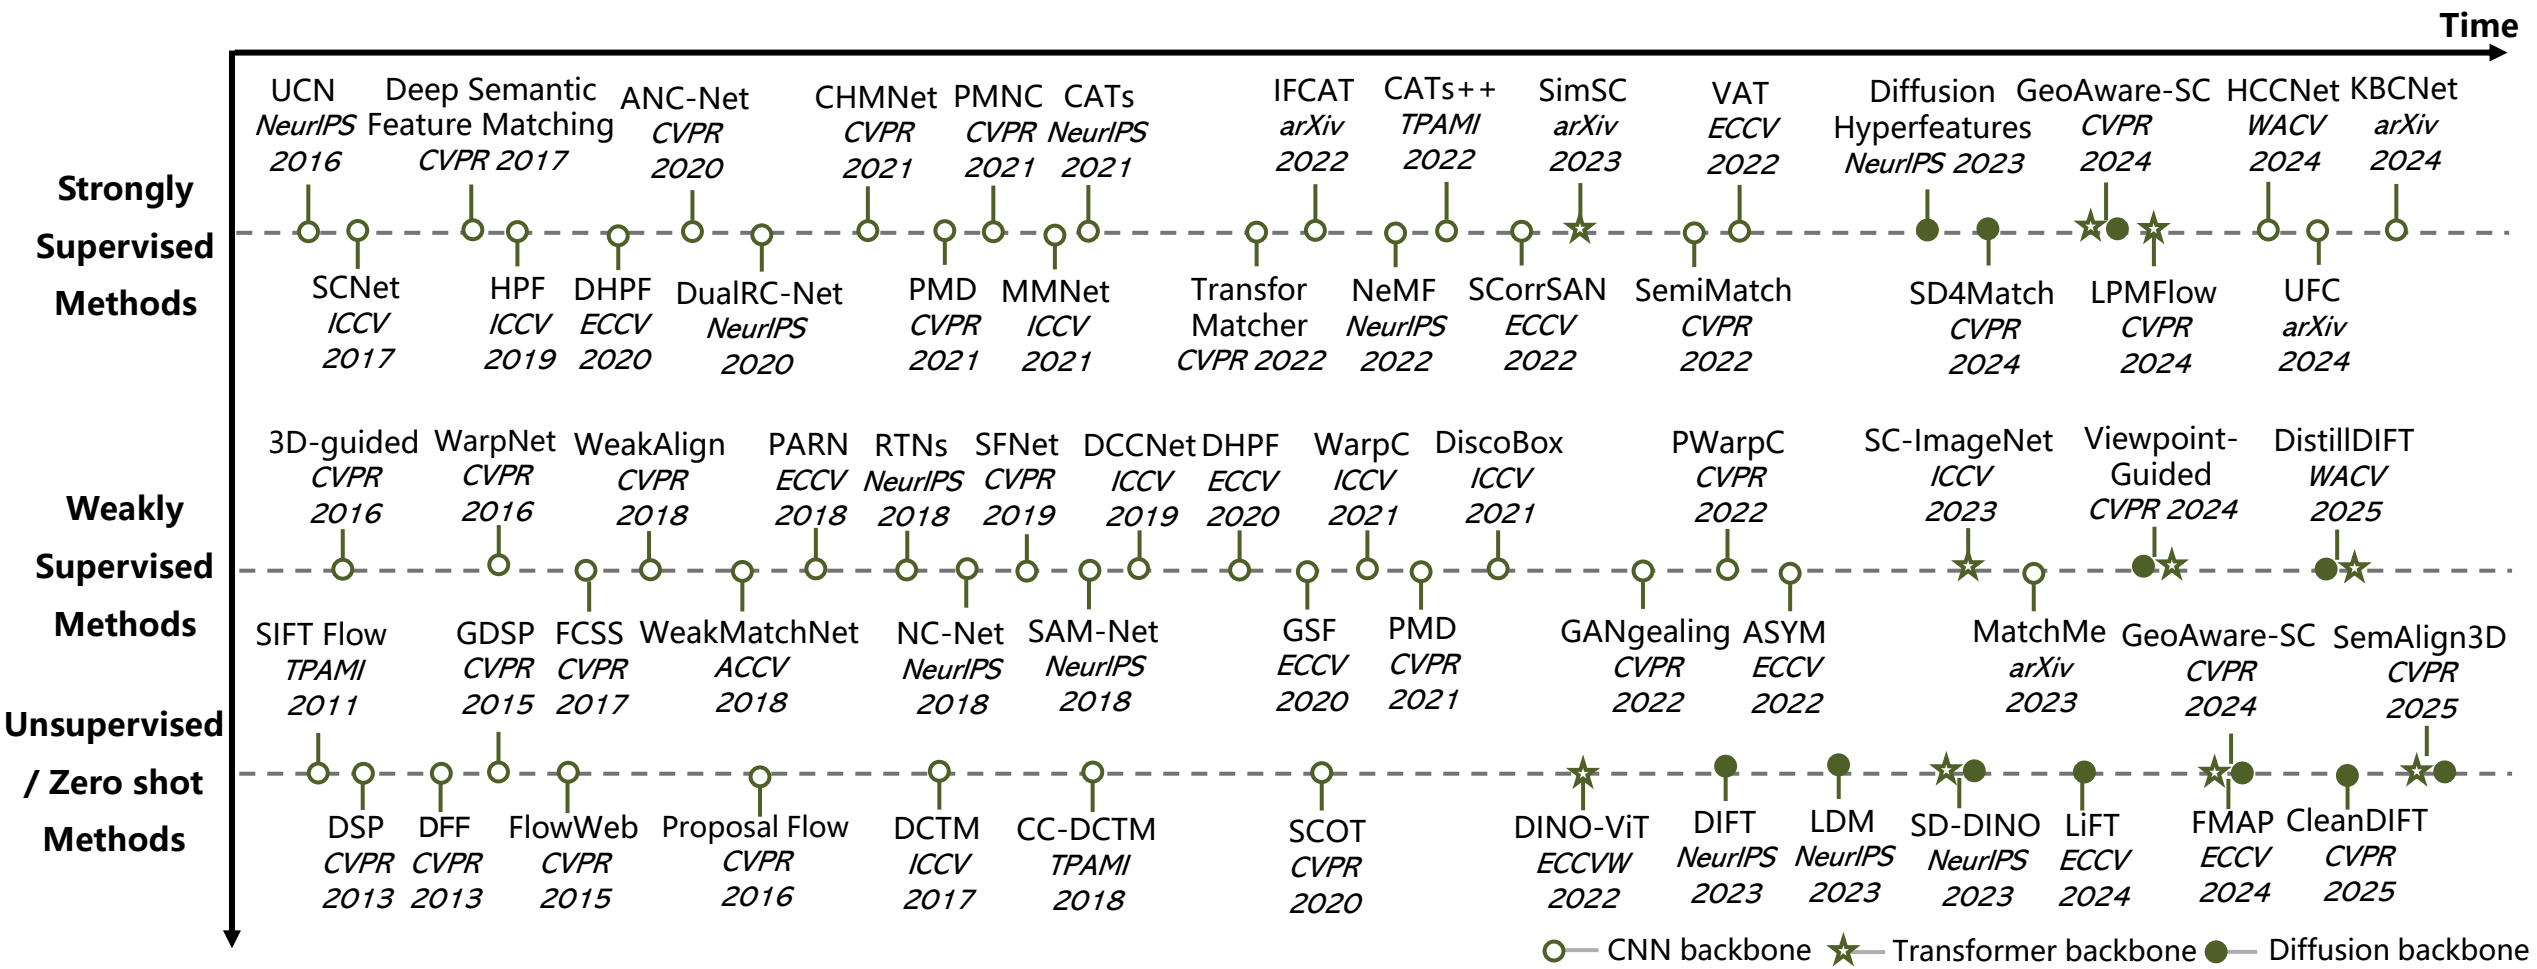 Time
UCN
NeurIPS
2016
Deep Semantic
Feature Matching
CVPR 2017
ANC-Net
CVPR
2020
CHMNet
CVPR
2021
PMNC
CVPR
2021
CATs
NeurIPS
2021
IFCAT
arXiv
2022
CATs++
TPAMI
2022
SimSC
arXiv
2023
VAT
ECCV
2022
Diffusion
Hyperfeatures
NeurIPS 2023
GeoAware-SC
CVPR
2024
HCCNet
WACV
2024
KBCNet
arXiv
2024
Strongly
Supervised
Methods
SCNet
ICCV
2017
HPF
ICCV
2019
DHPF
ECCV
2020
DualRC-Net
NeurIPS
2020
PMD
CVPR
2021
MMNet
ICCV
2021
Transfor
Matcher
CVPR 2022
NeMF
NeurIPS
2022
SCorrSAN
ECCV
2022
SemiMatch
CVPR
2022
SD4Match
CVPR
2024
LPMFlow
CVPR
2024
UFC
arXiv
2024
3D-guided
CVPR
2016
WarpNet
CVPR
2016
WeakAlign
CVPR
2018
PARN
ECCV
2018
RTNs
NeurIPS
2018
SFNet
CVPR
2019
DCCNet
ICCV
2019
DHPF
ECCV
2020
WarpC
ICCV
2021
DiscoBox
ICCV
2021
PWarpC
CVPR
2022
SC-ImageNet
ICCV
2023
Viewpoint-
Guided
CVPR 2024
DistillDIFT
WACV
2025
Weakly
Supervised
Methods
FCSS
CVPR
2017
WeakMatchNet
ACCV
2018
NC-Net
NeurIPS
2018
SAM-Net
NeurIPS
2018
GSF
ECCV
2020
PMD
CVPR
2021
GANgealing
CVPR
2022
ASYM
ECCV
2022
MatchMe
arXiv
2023
SIFT Flow
TPAMI
2011
GDSP
CVPR
2015
GeoAware-SC
CVPR
2024
SemAlign3D
CVPR
2025
Unsupervised
/ Zero shot
Methods
DSP
CVPR
2013
DFF
CVPR
2013
FlowWeb
CVPR
2015
Proposal Flow
CVPR
2016
DCTM
ICCV
2017
CC-DCTM
TPAMI
2018
SCOT
CVPR
2020
DINO-ViT
ECCVW
2022
DIFT
NeurIPS
2023
LDM
NeurIPS
2023
SD-DINO
NeurIPS
2023
LiFT
ECCV
2024
FMAP
ECCV
2024
CleanDIFT
CVPR
2025
CNN backbone
Transformer backbone
Diffusion backbone